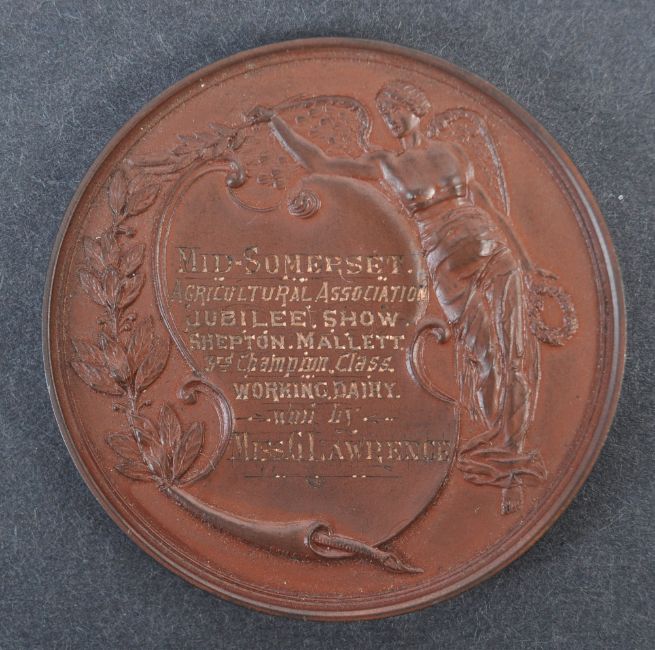 MID-SOMERSET.
AGRICULTURAL ASSOCIATION
JUBILEE SHOW.
SHEPTON. MALLETT.
3rd Champion Class.
WORKING DAIRY.
won by
MISS G LAWRENCE